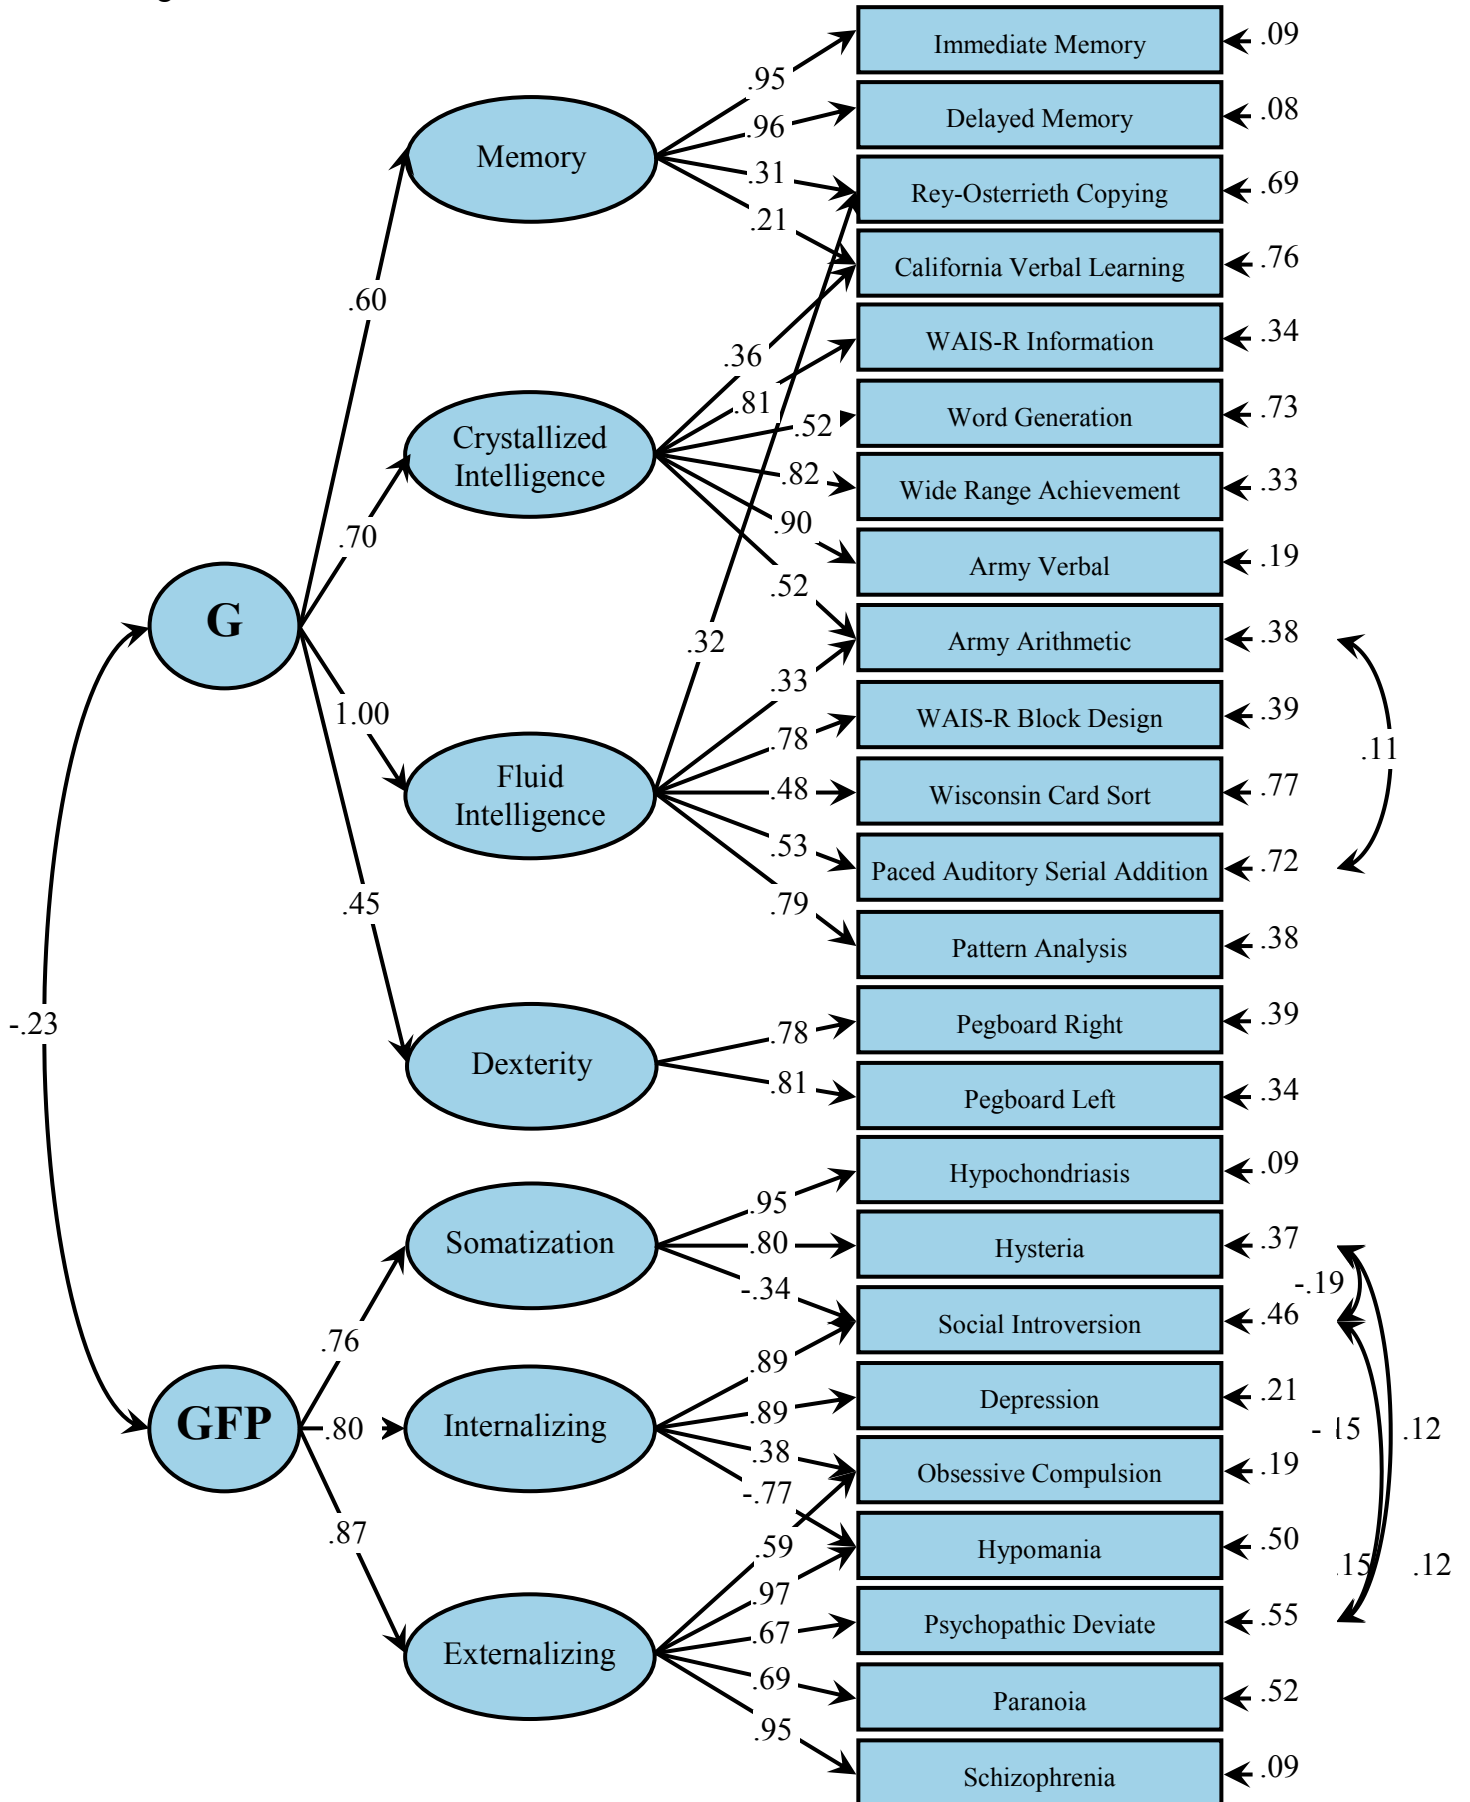 Immediate Memory
.09
.95
Delayed Memory
.08
.96
Memory
.31
Rey-Osterrieth Copying
.69
.21
California Verbal Learning
.76
.60
WAIS-R Information
.34
.36
.81
Word Generation
.73
.52
Crystallized
Intelligence
.82
Wide Range Achievement
.33
.90
.70
Army Verbal
.19
.52
G
.32
Army Arithmetic
.38
.33
1.00
WAIS-R Block Design
.39
.78
.11
Fluid
Intelligence
.48
Wisconsin Card Sort
.77
.53
Paced Auditory Serial Addition
.72
.79
.45
Pattern Analysis
.38
-.23
.78
Pegboard Right
.39
Dexterity
.81
Pegboard Left
.34
Hypochondriasis
.09
.95
Somatization
.80
Hysteria
.37
-.34
-.19
Social Introversion
.46
.76
.89
Depression
.21
.89
GFP
.80
Internalizing
.38
- 15
.12
Obsessive Compulsion
.19
-.77
.87
.59
Hypomania
.50
.97
.15
.12
.67
Psychopathic Deviate
.55
Externalizing
.69
Paranoia
.52
.95
Schizophrenia
.09